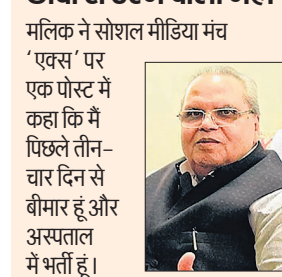 मलिक ने सोशल मीडिया मंच
‘एक्स’ पर
एक पोस्ट में
कहा कि मैं
पिछले तीन–
चार दिन से
बीमार हूं और
अस्पताल
में भर्ती हूं।